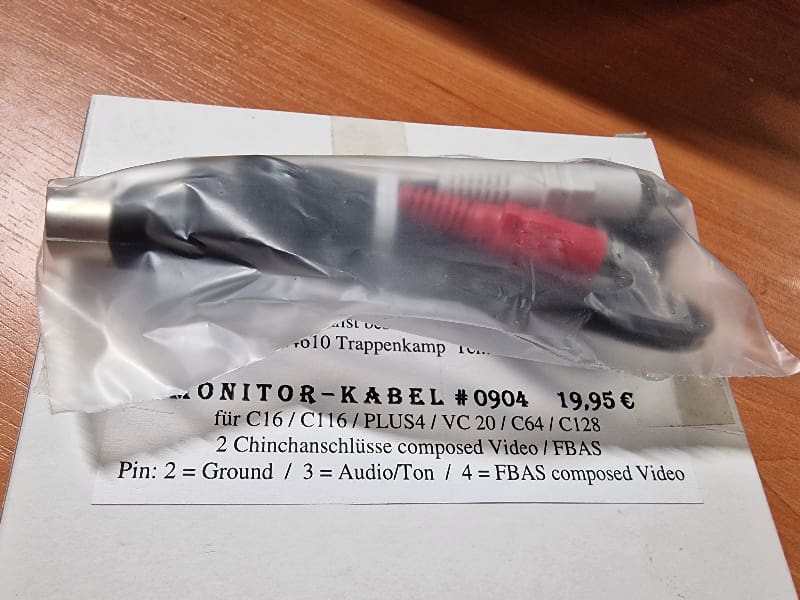 4610 Trappenkamp
MONITOR-KABEL #0904 19,95 €
für C16 / C116 / PLUS4 / VC 20 / C64 / C128
2 Chinchanschlüsse composed Video / FBAS
Pin: 2 = Ground / 3 = Audio/Ton / 4 = FBAS composed Video